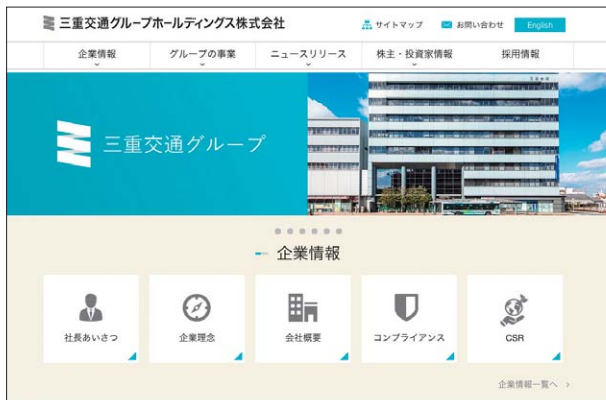 三重交通グループホールディングス株式会社
サイトマップ お問い合わせ English
企業情報 グループの事業 ニュースリリース 株主・投資家情報 採用情報
三重交通グループ
企業情報
社長あいさつ 企業理念 会社概要 コンプライアンス CSR
企業情報一覧へ